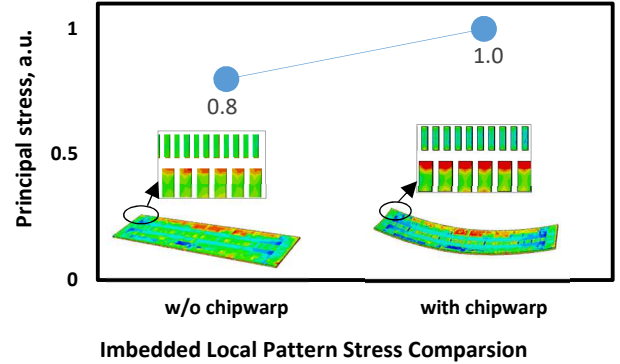 Principal stress, a.u.
1
0.5
0
0.8
1.0
w/o chipwarp
with chipwarp
Imbedded Local Pattern Stress Comparsion